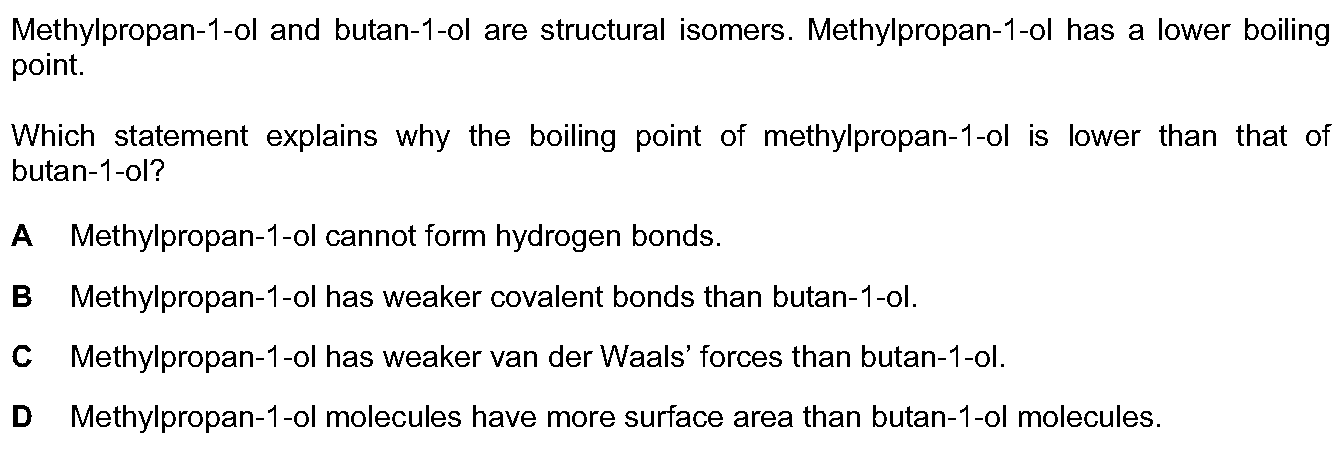 Methylpropan-1-ol and butan-1-ol are structural isomers. Methylpropan-1-ol has a lower boiling
point.
Which statement explains why the boiling point of methylpropan-1-ol is lower than that of
butan-1-ol?
A Methylpropan-1-ol cannot form hydrogen bonds.
B Methylpropan-1-ol has weaker covalent bonds than butan-1-ol.
C Methylpropan-1-ol has weaker van der Waals’ forces than butan-1-ol.
D Methylpropan-1-ol molecules have more surface area than butan-1-ol molecules.